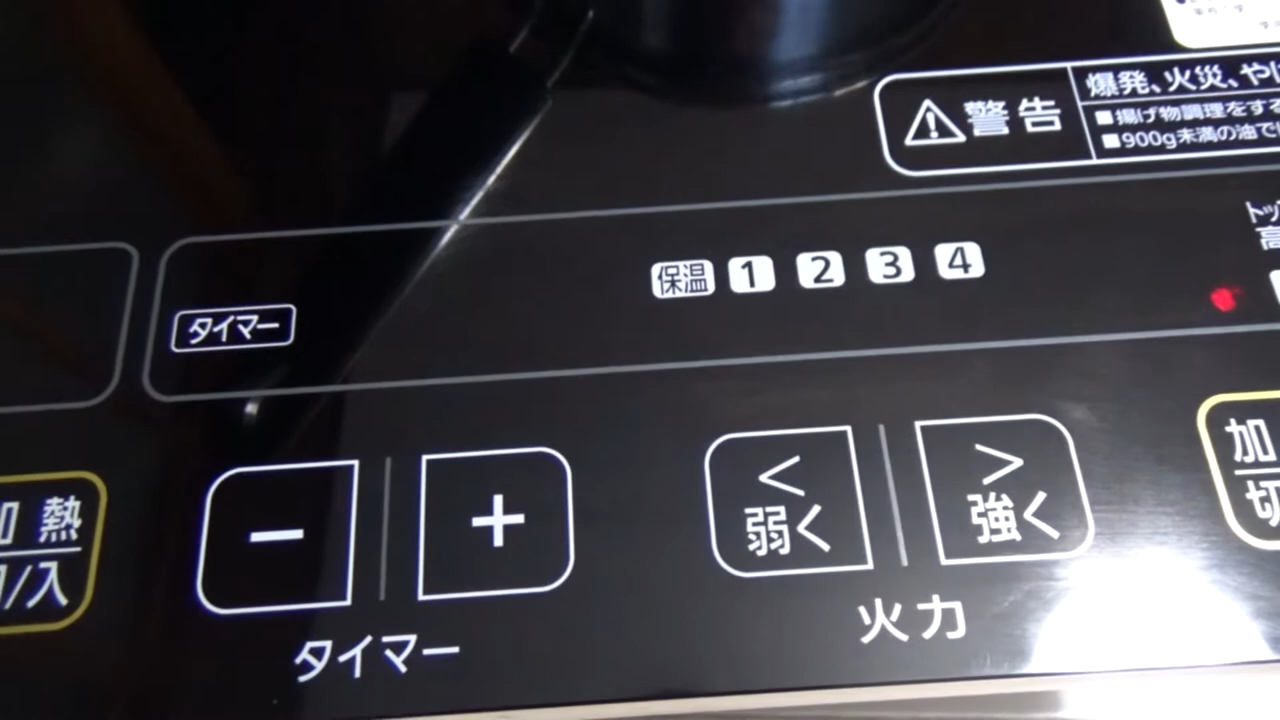 警告
爆発、火災、や
■揚げ物調理をする
■900g未満の油で
保温 1 2 3 4
タイマー
熱
/入
−
+
<
弱く
>
強く
加
切
タイマー
火力